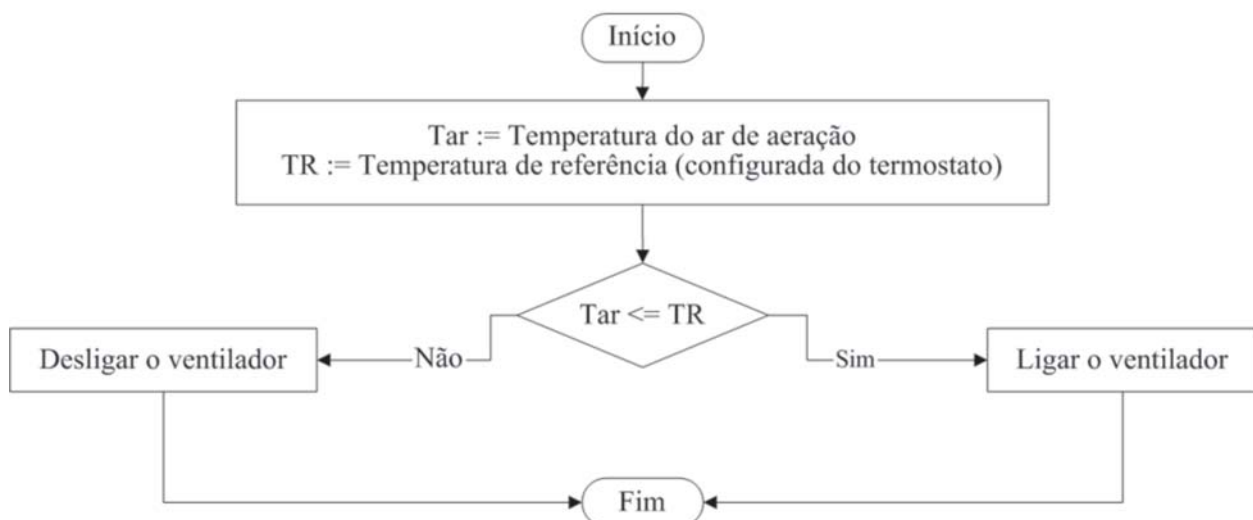 Início
Tar := Temperatura do ar de aeração
TR := Temperatura de referência (configurada do termostato)
Tar <= TR
Desligar o ventilador
Não
Sim
Ligar o ventilador
Fim